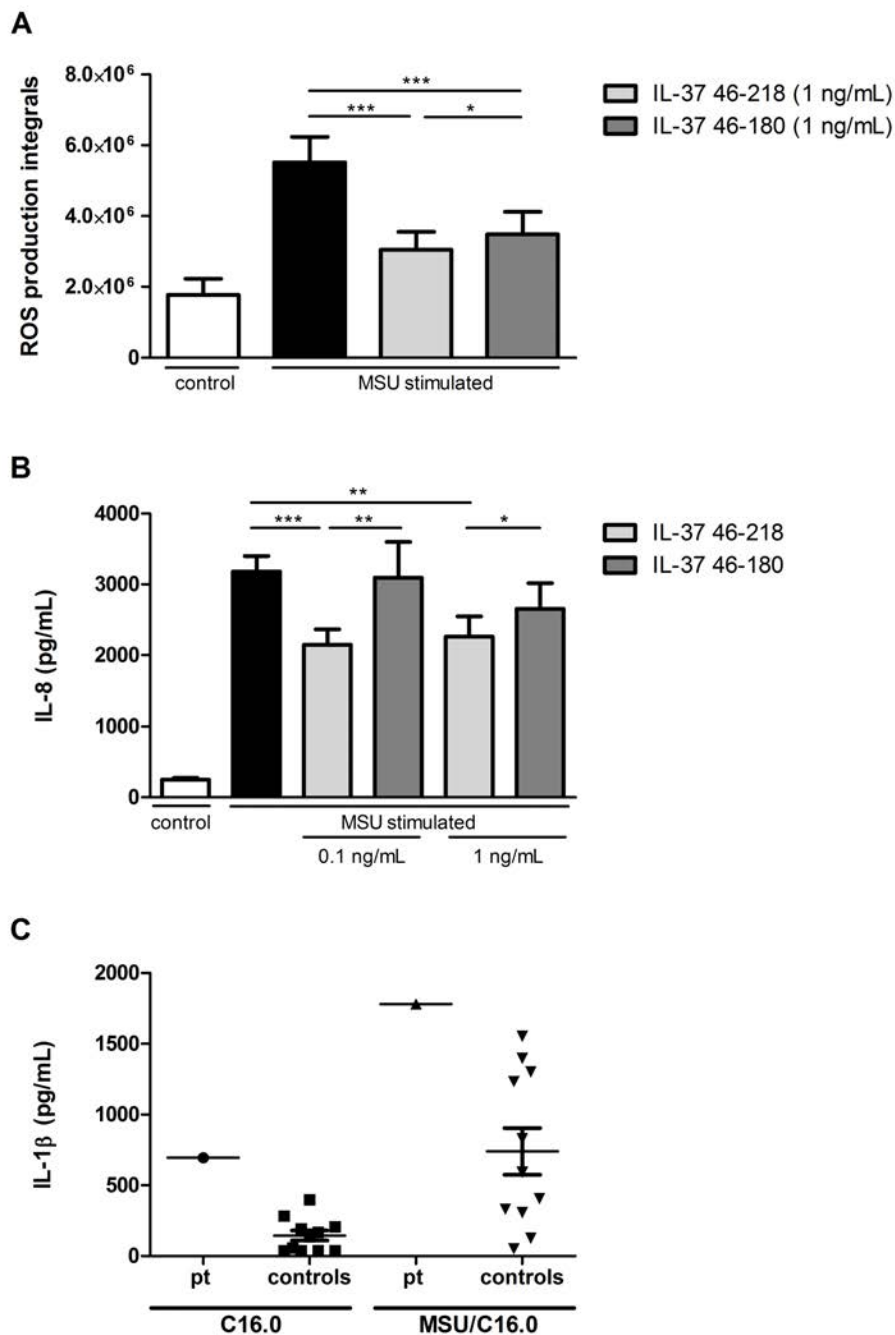 A
ROS production integrals
8.0×10⁶
6.0×10⁶
4.0×10⁶
2.0×10⁶
0
***
***
*
control
MSU stimulated
IL-37 46-218 (1 ng/mL)
IL-37 46-180 (1 ng/mL)
B
IL-8 (pg/mL)
4000
3000
2000
1000
0
**
***
**
*
control
MSU stimulated
0.1 ng/mL
1 ng/mL
IL-37 46-218
IL-37 46-180
C
IL-1β (pg/mL)
2000
1500
1000
500
0
pt
controls
pt
controls
C16.0
MSU/C16.0